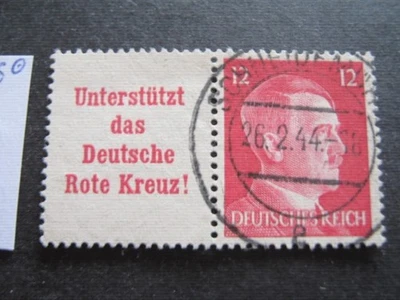 Unterstützt
das
Deutsche
Rote Kreuz!
12 12
26.2.44.
DEUTSCHES REICH